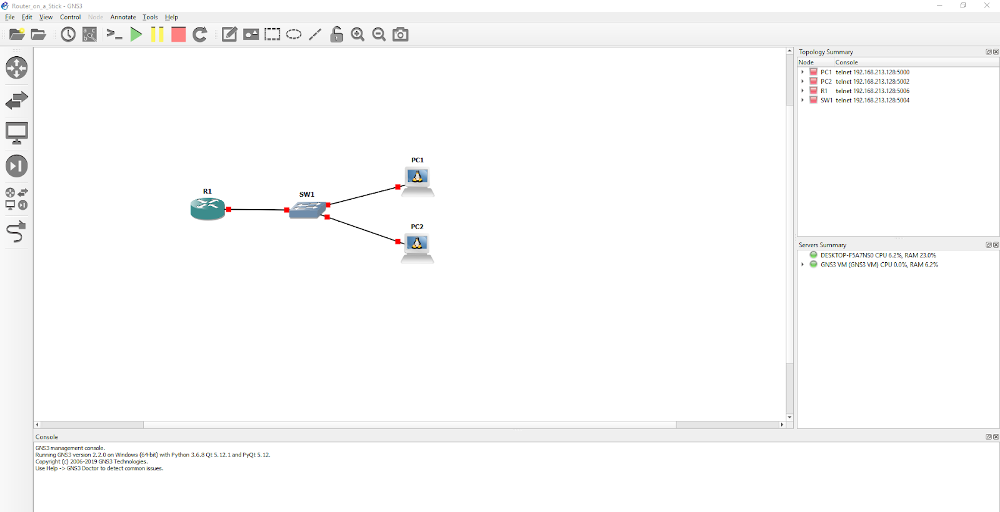 Router_on_a_Stick - GNS3
File Edit View Control Node Annotate Tools Help
Topology Summary
Node Console
PC1 telnet 192.168.213.128:5000
PC2 telnet 192.168.213.128:5002
R1 telnet 192.168.213.128:5006
SW1 telnet 192.168.213.128:5004
PC1
R1
SW1
PC2
Servers Summary
DESKTOP-F5A7NS0 CPU 6.2%, RAM 23.0%
GNS3 VM (GNS3 VM) CPU 0.0%, RAM 6.2%
Console
GNS3 management console.
Running GNS3 version 2.2.0 on Windows (64-bit) with Python 3.6.8 Qt 5.12.1 and PyQt 5.12.
Copyright (c) 2006-2019 GNS3 Technologies.
Use Help -> GNS3 Doctor to detect common issues.